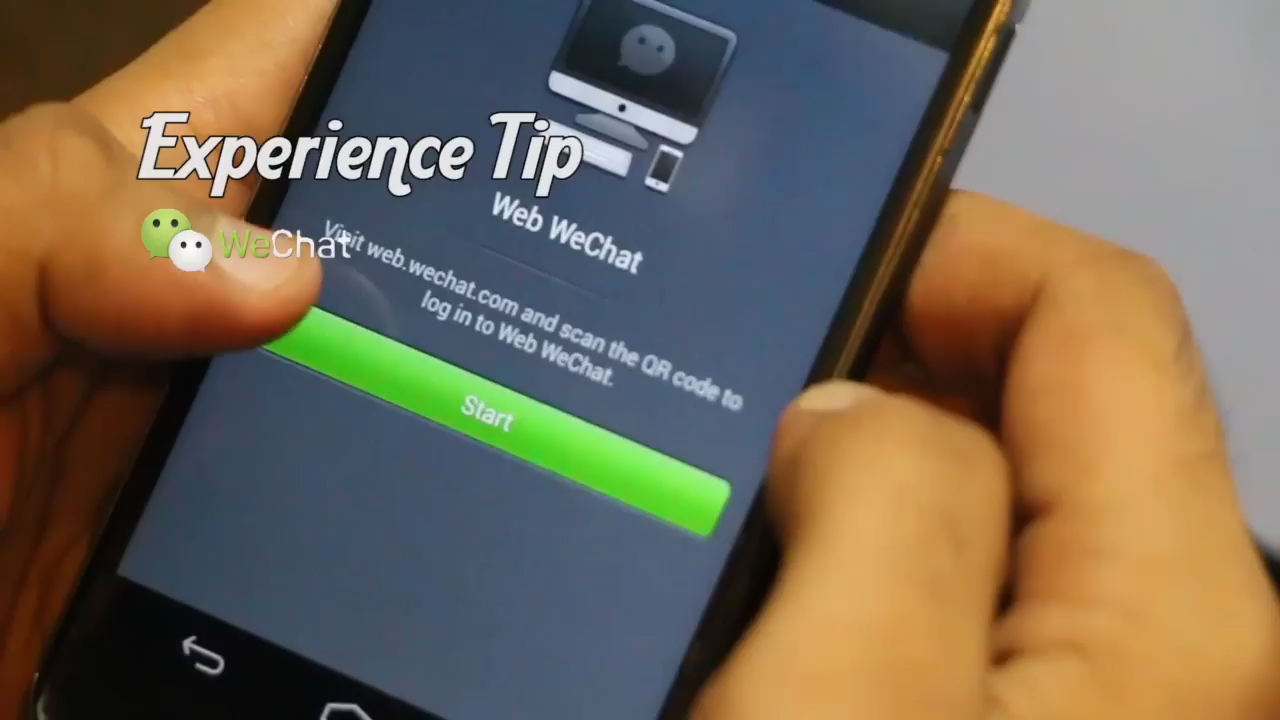 Experience Tip
WeChat
Web WeChat
Visit web.wechat.com and scan the QR code to
log in to Web WeChat.
Start